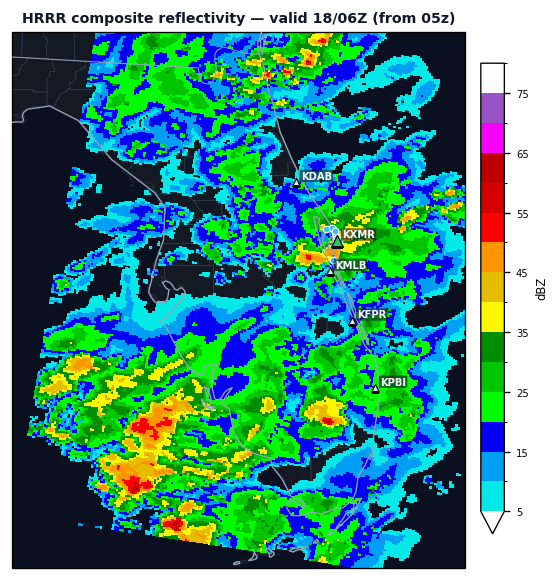 HRRR composite reflectivity — valid 18/06Z (from 05z)
KDAB
KXMR
KMLB
KFPR
KPBI
75
65
55
45
35
25
15
5
dBZ